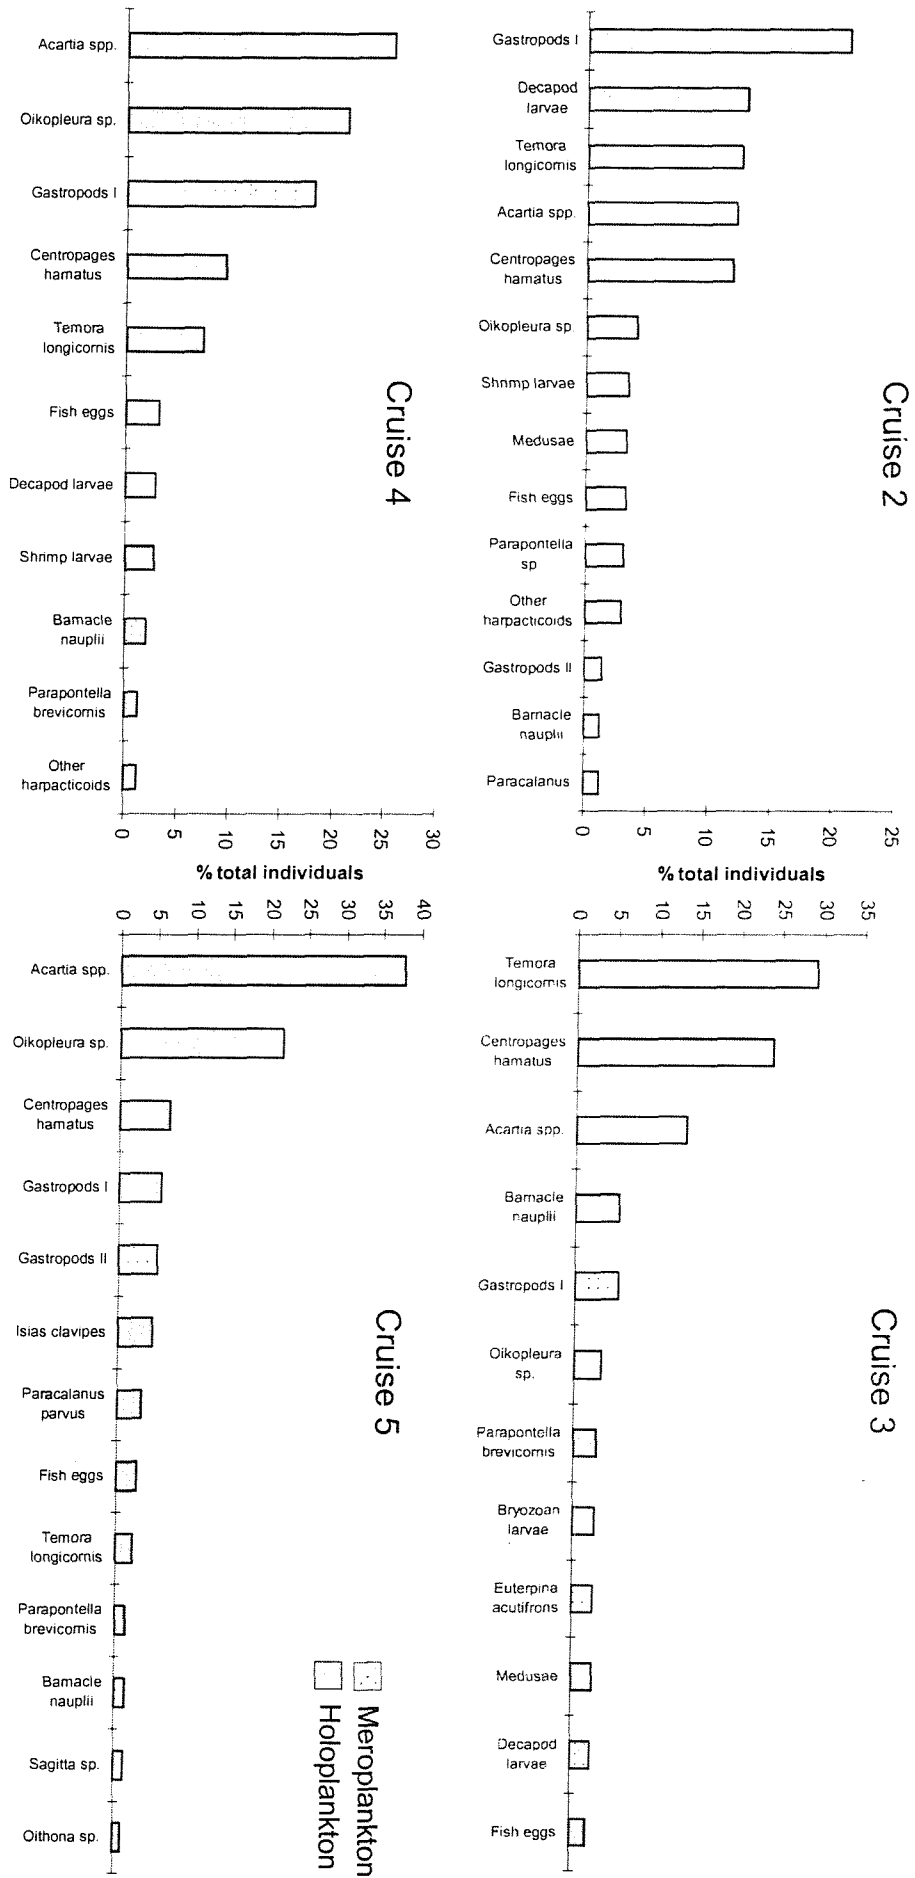 Cruise 2
Gastropods I
Decapod
larvae
Temora
longicornis
Acartia spp.
Centropages
hamatus
Oikopleura sp.
Shrimp larvae
Medusae
Fish eggs
Parapontella
sp
Other
harpacticoids
Gastropods II
Barnacle
nauplii
Paracalanus
0
5
10
15
20
25
% total individuals
Cruise 3
35
30
25
20
15
10
5
0
Temora
longicornis
Centropages
hamatus
Acartia spp.
Barnacle
nauplii
Gastropods I
Oikopleura
sp.
Parapontella
brevicornis
Bryozoan
larvae
Euterpina
acutifrons
Medusae
Decapod
larvae
Fish eggs
Cruise 4
Acartia spp.
Oikopleura sp.
Gastropods I
Centropages
hamatus
Temora
longicornis
Fish eggs
Decapod larvae
Shrimp larvae
Barnacle
nauplii
Parapontella
brevicornis
Other
harpacticoids
0
5
10
15
20
25
30
% total individuals
Cruise 5
40
35
30
25
20
15
10
5
0
Acartia spp.
Oikopleura sp.
Centropages
hamatus
Gastropods I
Gastropods II
Isias clavipes
Paracalanus
parvus
Fish eggs
Temora
longicornis
Parapontella
brevicornis
Barnacle
nauplii
Sagitta sp.
Oithona sp.
Meroplankton
Holoplankton